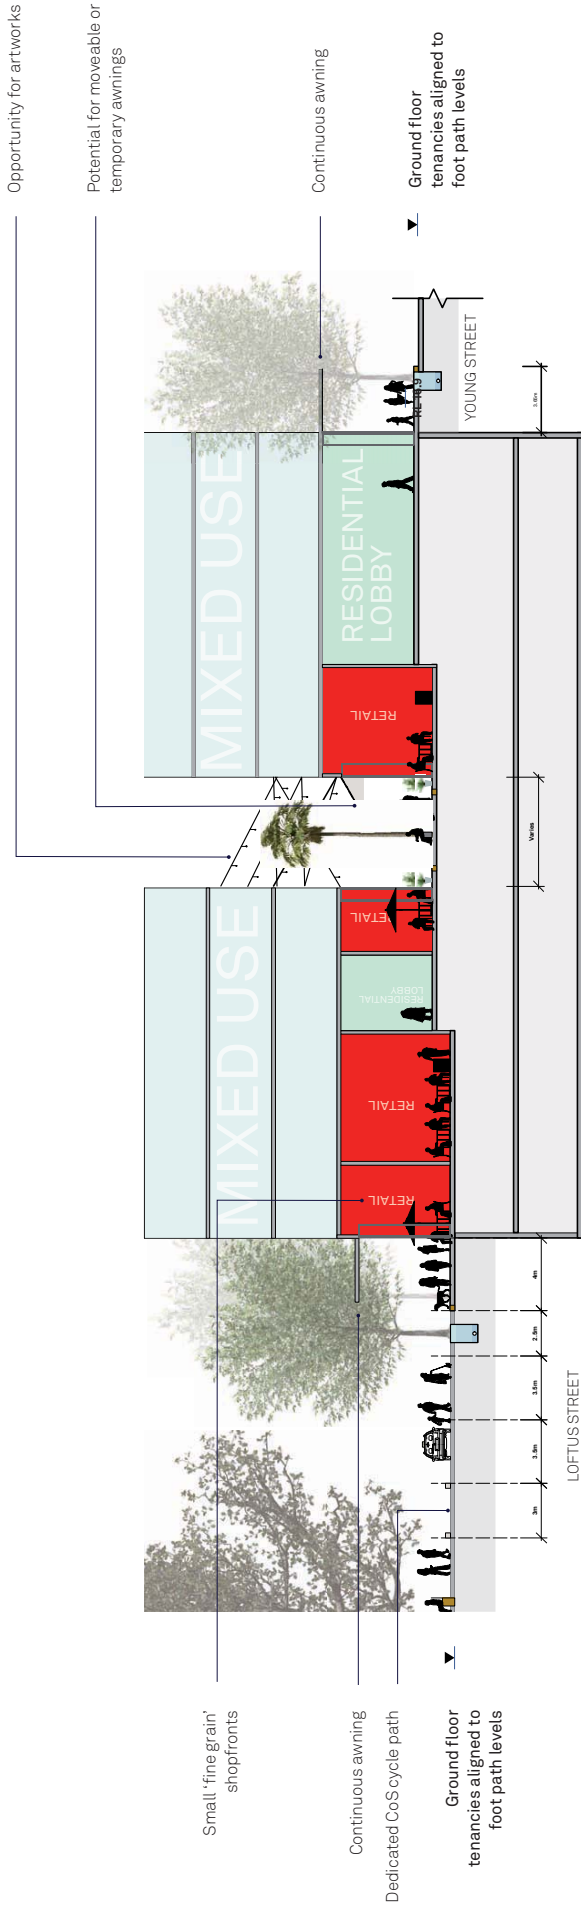 Opportunity for artworks
Potential for moveable or
temporary awnings
Continuous awning
Ground floor
tenancies aligned to
foot path levels
MIXED USE
MIXED USE
RESIDENTIAL
LOBBY
RETAIL
RETAIL
RESIDENTIAL
LOBBY
RETAIL
RETAIL
RL 16.9
YOUNG STREET
Varies
4m
2.5m
3.5m
3.5m
3m
LOFTUS STREET
Small ‘fine grain’
shopfronts
Continuous awning
Dedicated CoS cycle path
Ground floor
tenancies aligned to
foot path levels